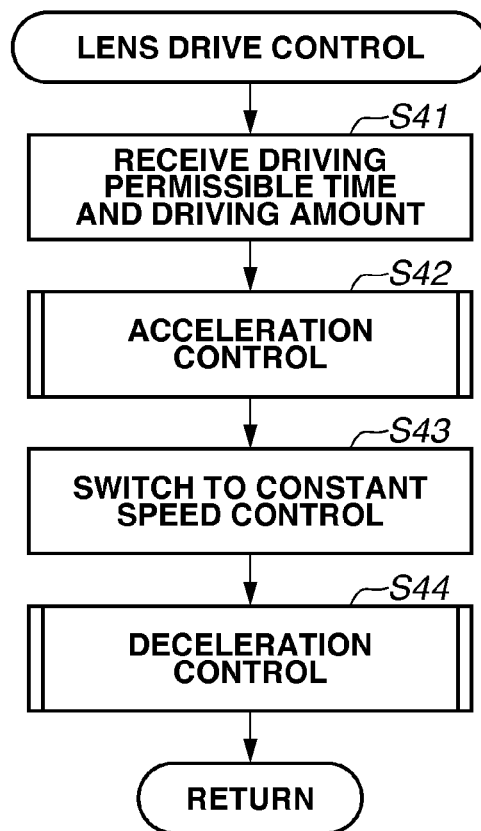 LENS DRIVE CONTROL
S41
RECEIVE DRIVING
PERMISSIBLE TIME
AND DRIVING AMOUNT
S42
ACCELERATION
CONTROL
S43
SWITCH TO CONSTANT
SPEED CONTROL
S44
DECELERATION
CONTROL
RETURN